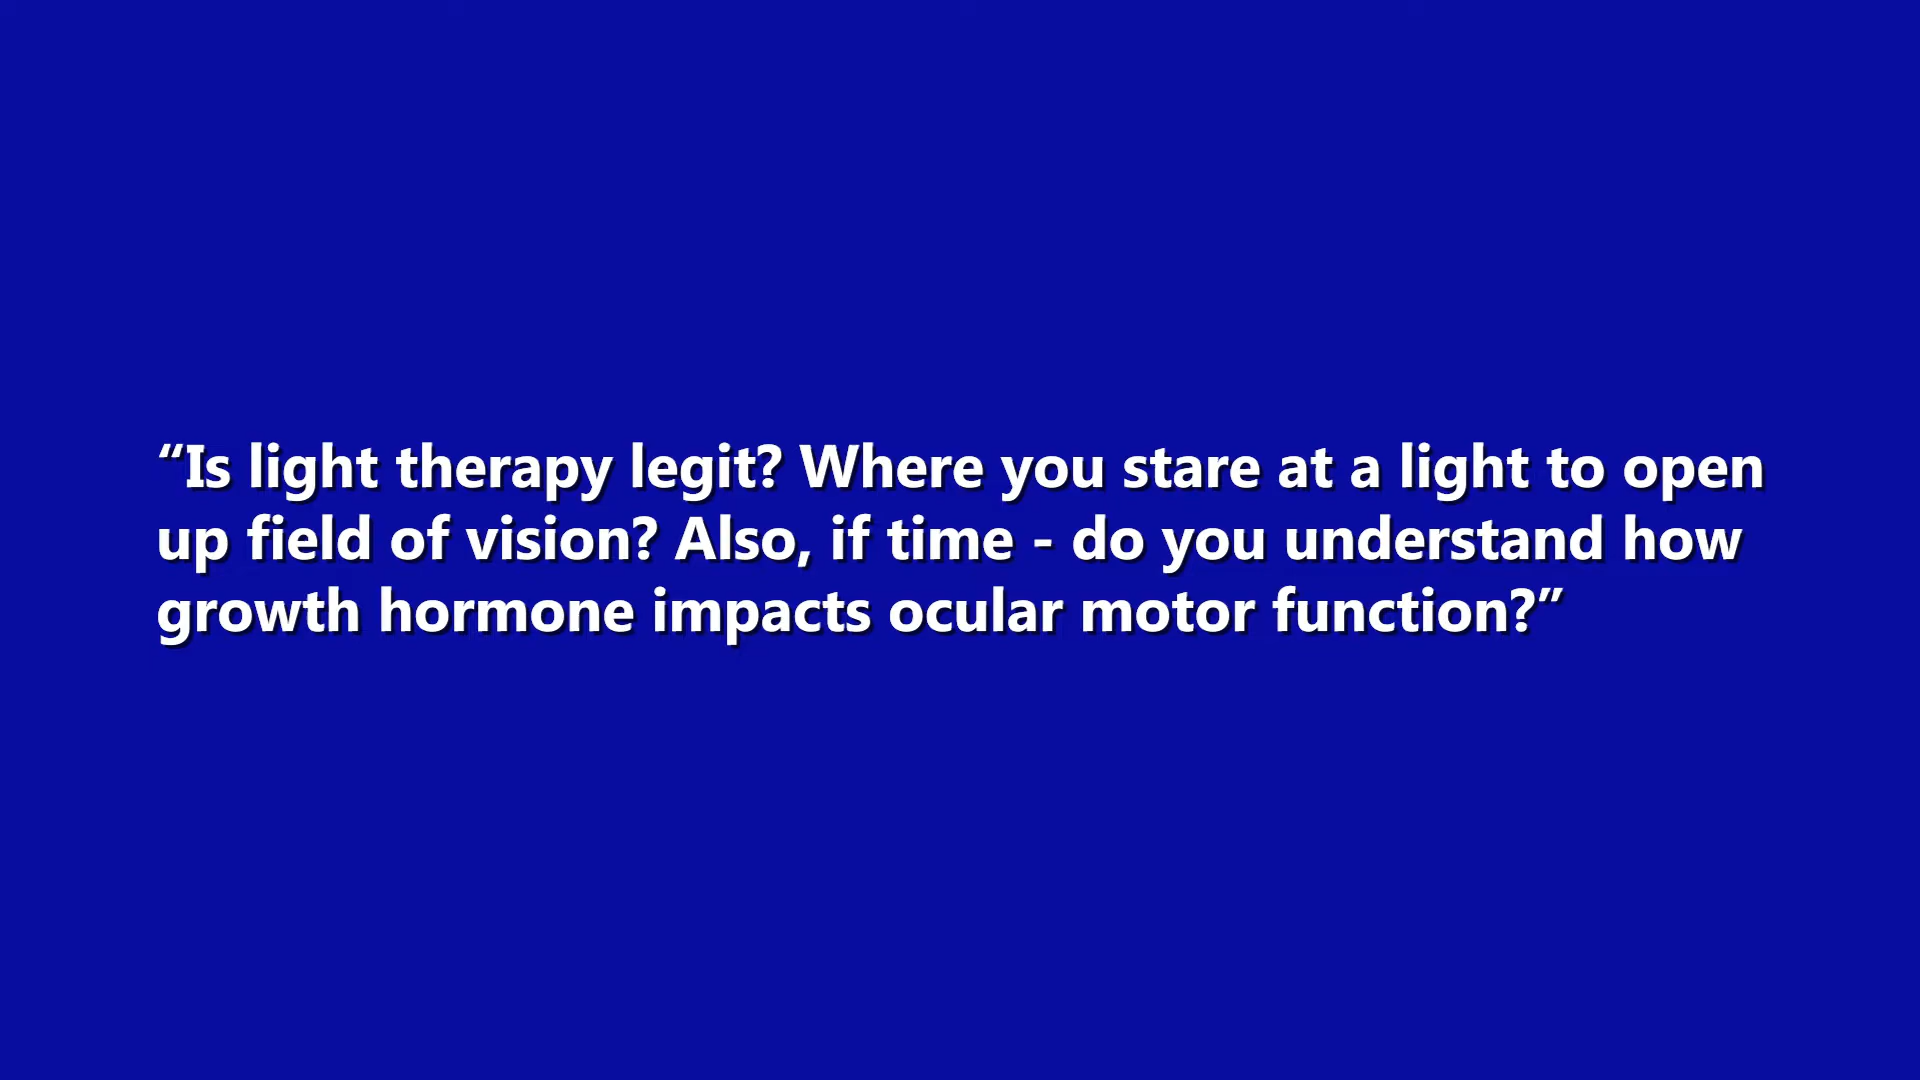 “Is light therapy legit? Where you stare at a light to open
up field of vision? Also, if time - do you understand how
growth hormone impacts ocular motor function?”